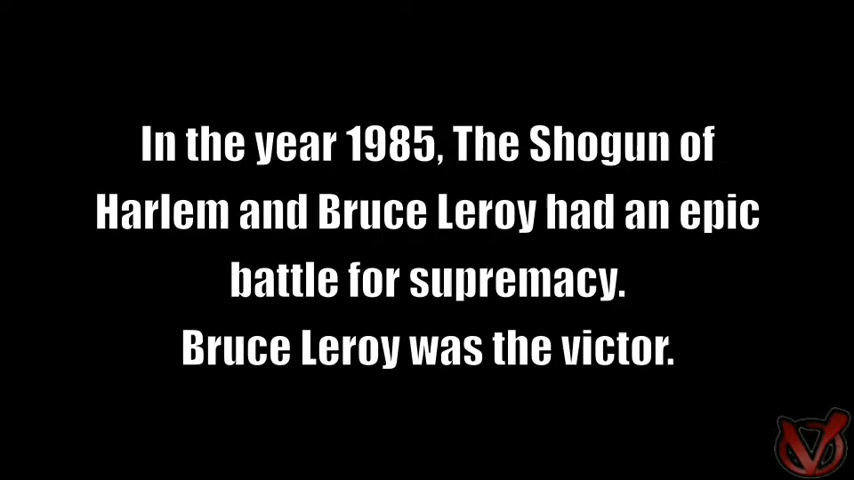 In the year 1985, The Shogun of
Harlem and Bruce Leroy had an epic
battle for supremacy.
Bruce Leroy was the victor.